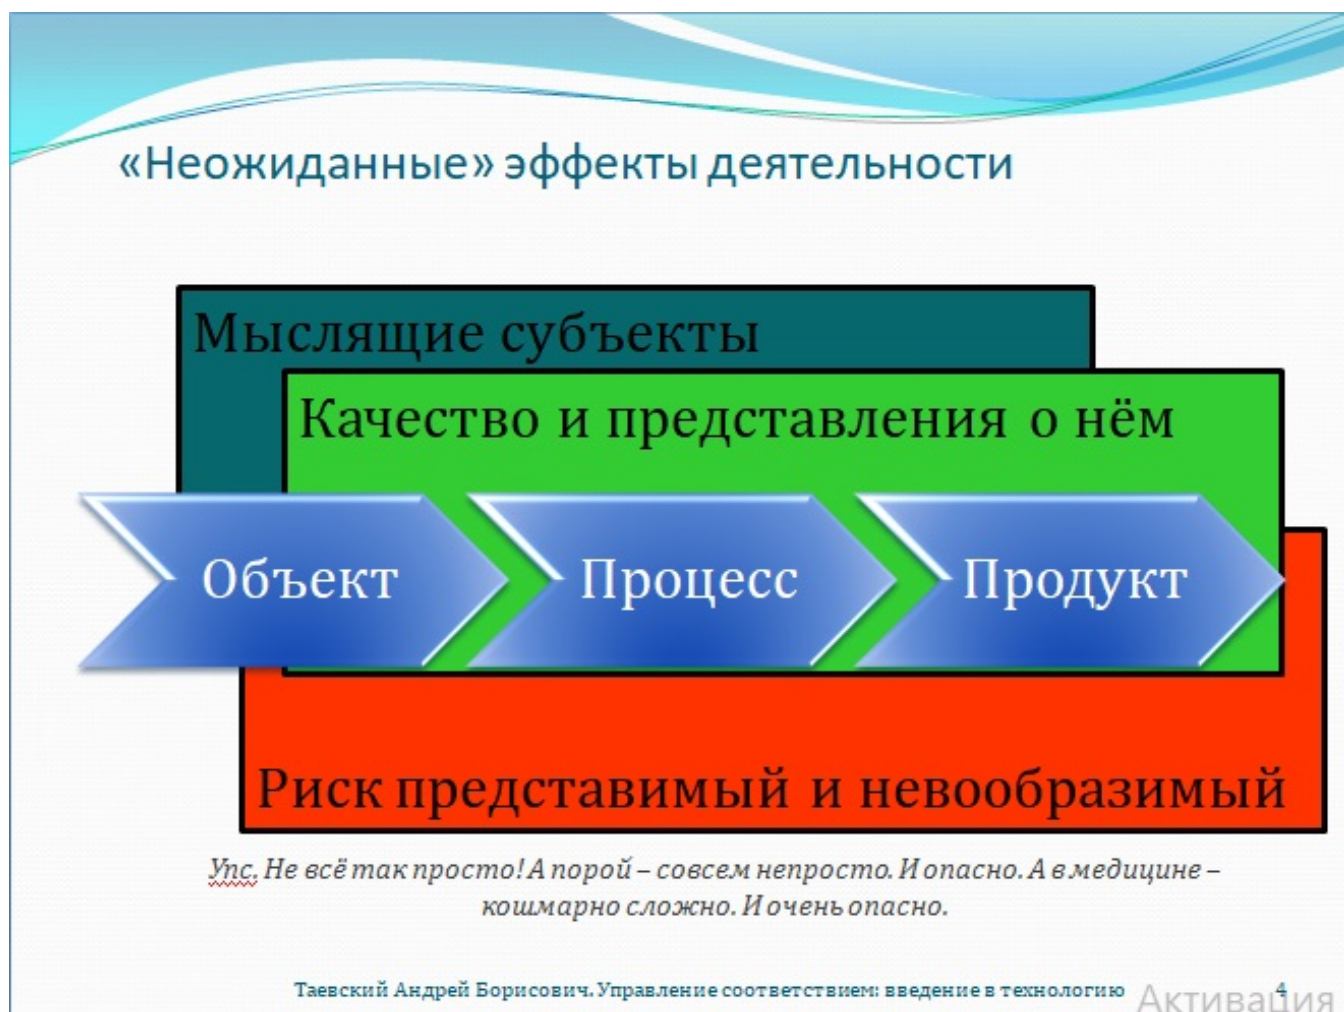 «Неожиданные» эффекты деятельности
Мыслящие субъекты
Качество и представления о нём
Объект
Процесс
Продукт
Риск представимый и невообразимый
Упс. Не всё так просто! А порой – совсем непросто. И опасно. А в медицине –
кошмарно сложно. И очень опасно.
Таевский Андрей Борисович. Управление соответствием: введение в технологию
4
Активация